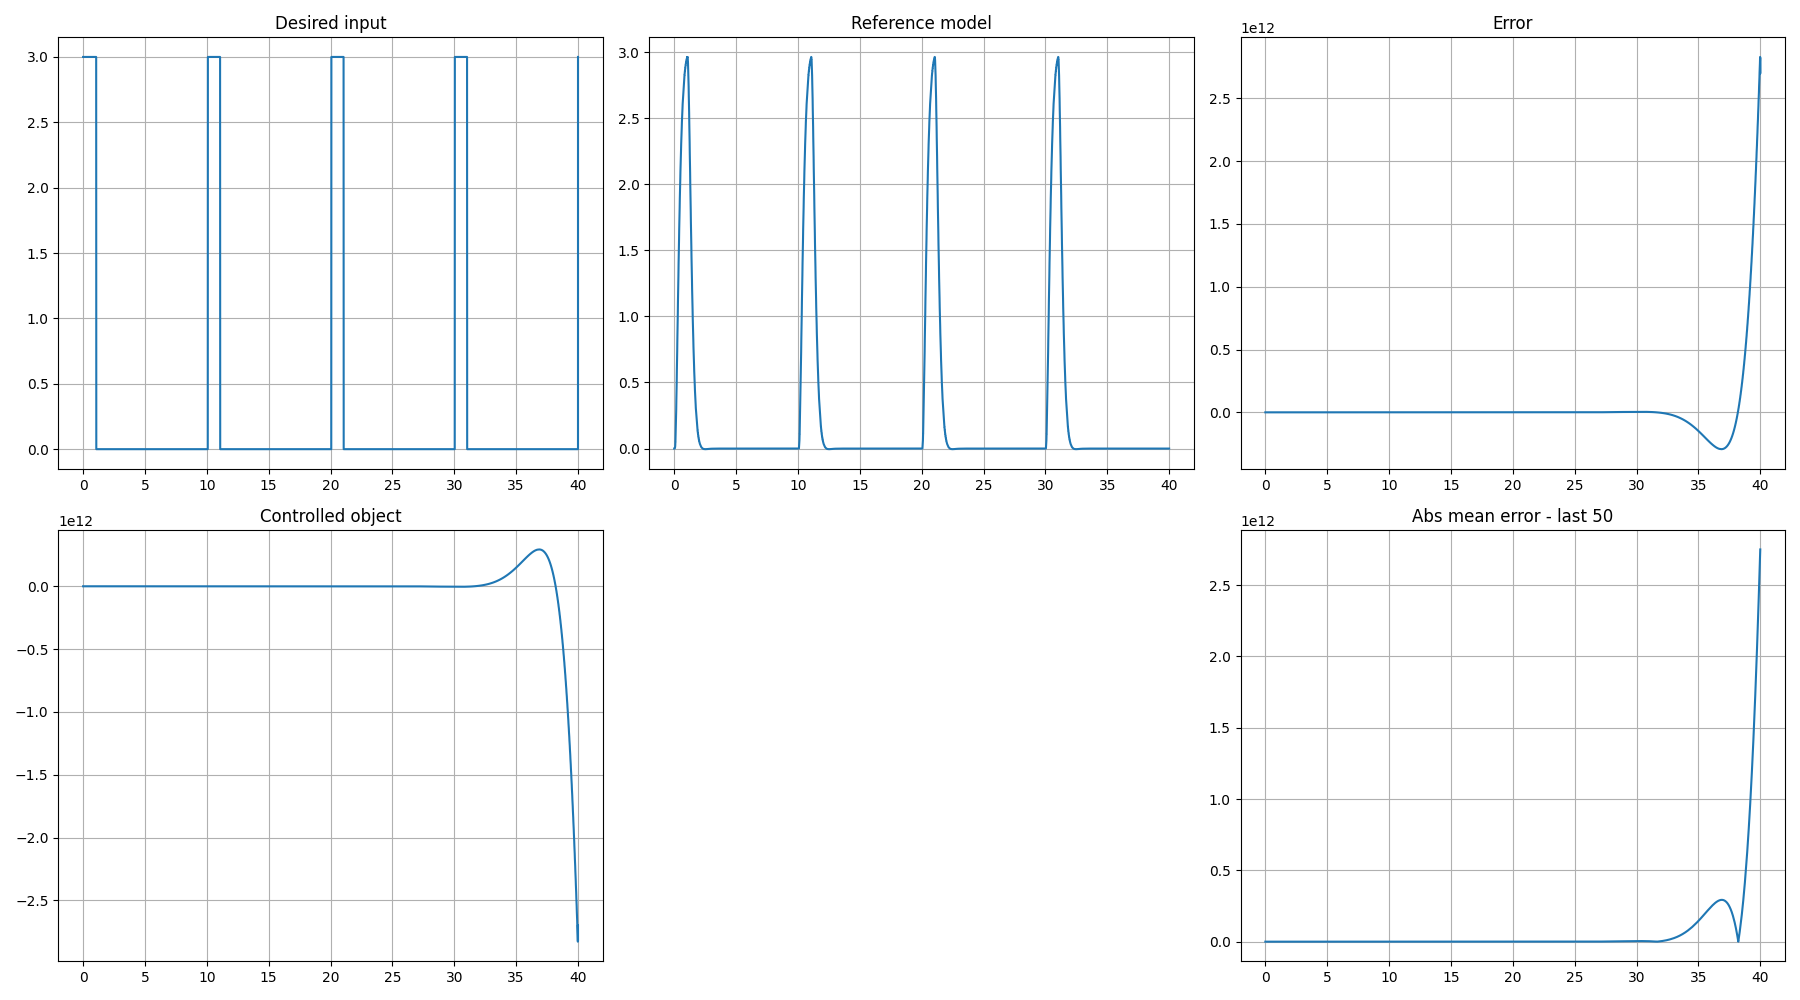 Desired input
3.0
2.5
2.0
1.5
1.0
0.5
0.0
0 5 10 15 20 25 30 35 40
Reference model
3.0
2.5
2.0
1.5
1.0
0.5
0.0
0 5 10 15 20 25 30 35 40
Error
1e12
2.5
2.0
1.5
1.0
0.5
0.0
0 5 10 15 20 25 30 35 40
Controlled object
1e12
0.0
−0.5
−1.0
−1.5
−2.0
−2.5
0 5 10 15 20 25 30 35 40
Abs mean error - last 50
1e12
2.5
2.0
1.5
1.0
0.5
0.0
0 5 10 15 20 25 30 35 40